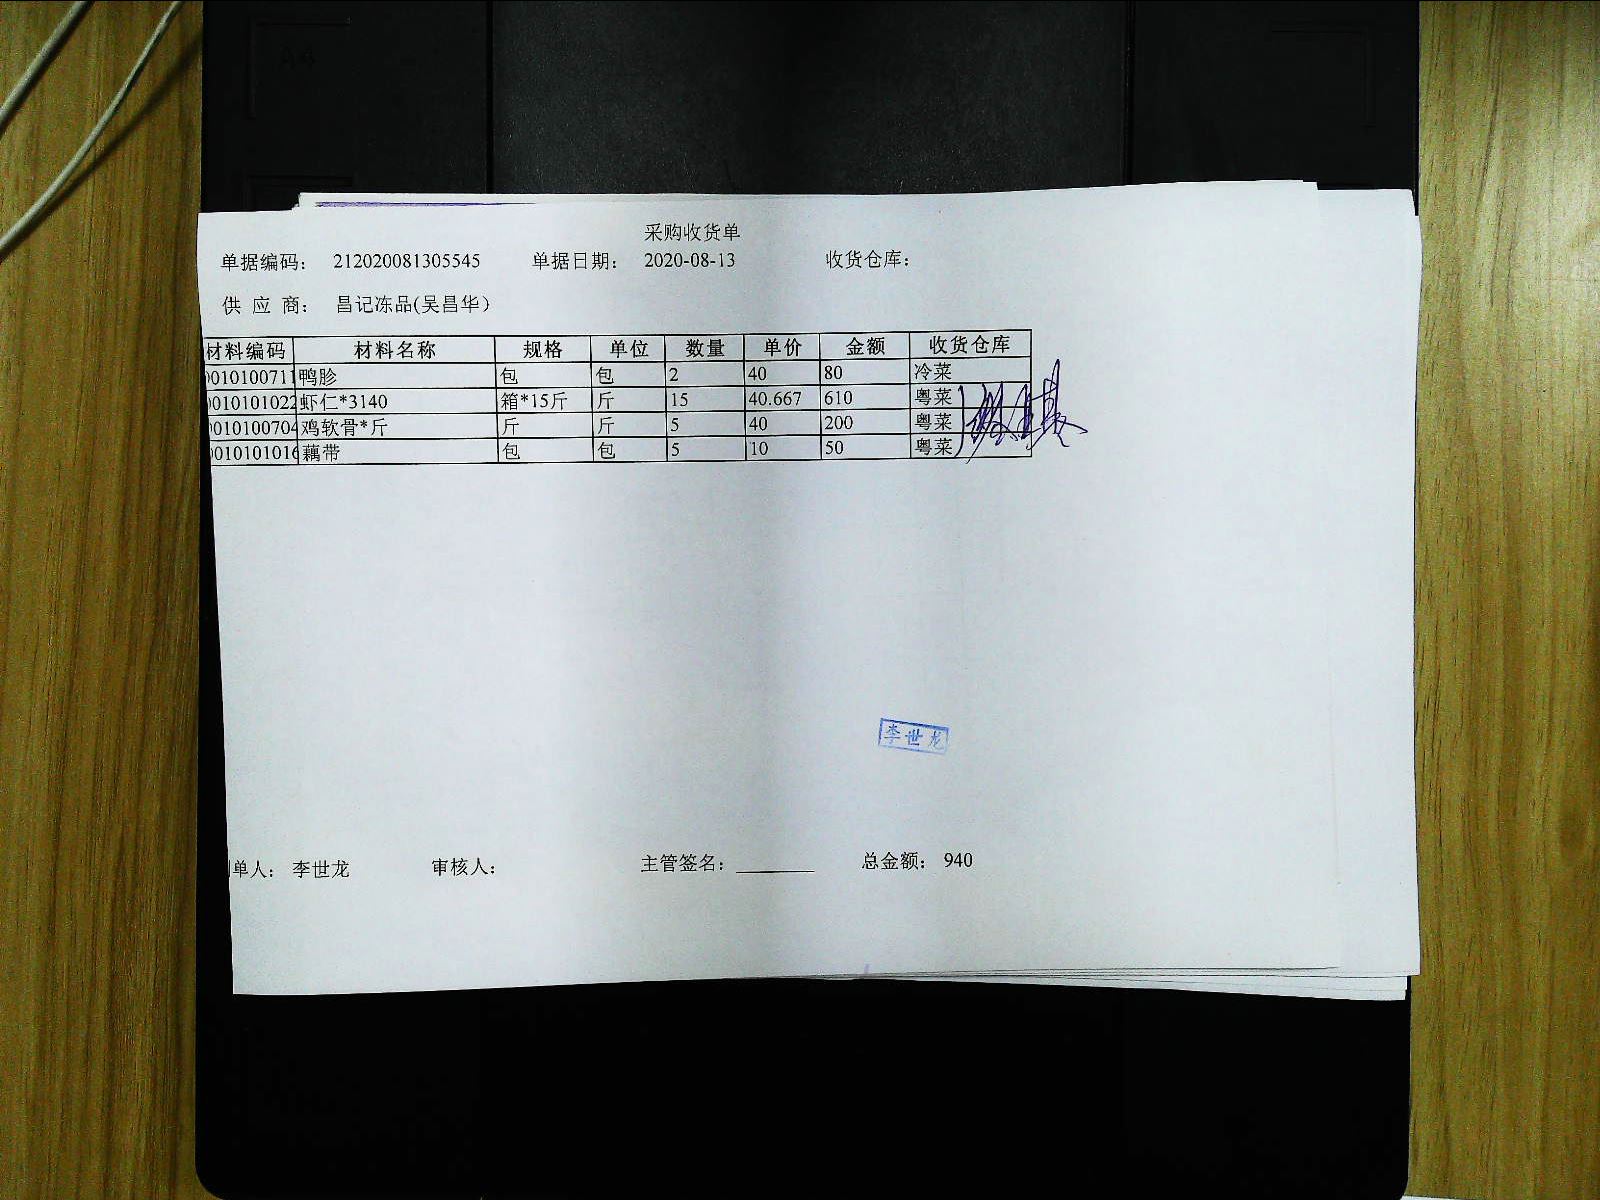 采购收货单
单据编码： 212020081305545 单据日期： 2020-08-13 收货仓库：
供 应 商： 昌记冻品(吴昌华）
材料编码 材料名称 规格 单位 数量 单价 金额 收货仓库
0010100711 鸭胗 包 包 2 40 80 冷菜
0010101022 虾仁*3140 箱*15斤 斤 15 40.667 610 粤菜
0010100704 鸡软骨*斤 斤 斤 5 40 200 粤菜
0010101016 藕带 包 包 5 10 50 粤菜
李世龙
单人： 李世龙 审核人： 主管签名： 总金额： 940